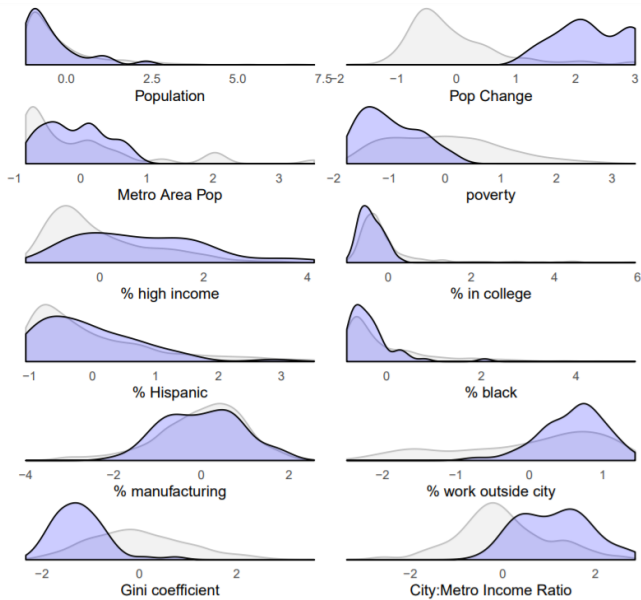 0.0 2.5 5.0 7.5 −2 −1 0 1 2 3
Population Pop Change
−1 0 1 2 3 −2 −1 0 1 2 3
Metro Area Pop poverty
0 2 4 0 2 4 6
% high income % in college
−1 0 1 2 3 0 2 4
% Hispanic % black
−4 −2 0 2 −2 −1 0 1
% manufacturing % work outside city
−2 0 2 −2 0 2
Gini coefficient City:Metro Income Ratio